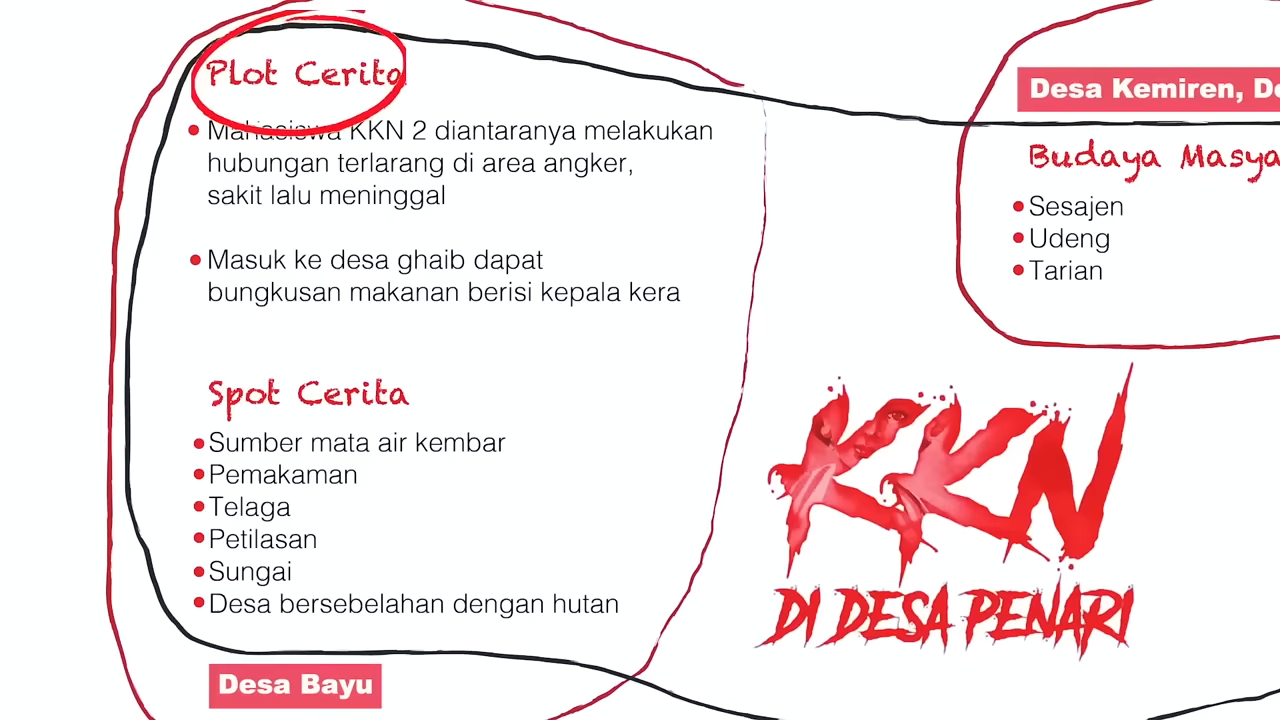 Plot Cerita
Mahasiswa KKN 2 diantaranya melakukan
hubungan terlarang di area angker,
sakit lalu meninggal
Masuk ke desa ghaib dapat
bungkusan makanan berisi kepala kera
Spot Cerita
Sumber mata air kembar
Pemakaman
Telaga
Petilasan
Sungai
Desa bersebelahan dengan hutan
Desa Bayu
Desa Kemiren,
Budaya
Sesajen
Udeng
Tarian
KKN
DI DESA PENARI